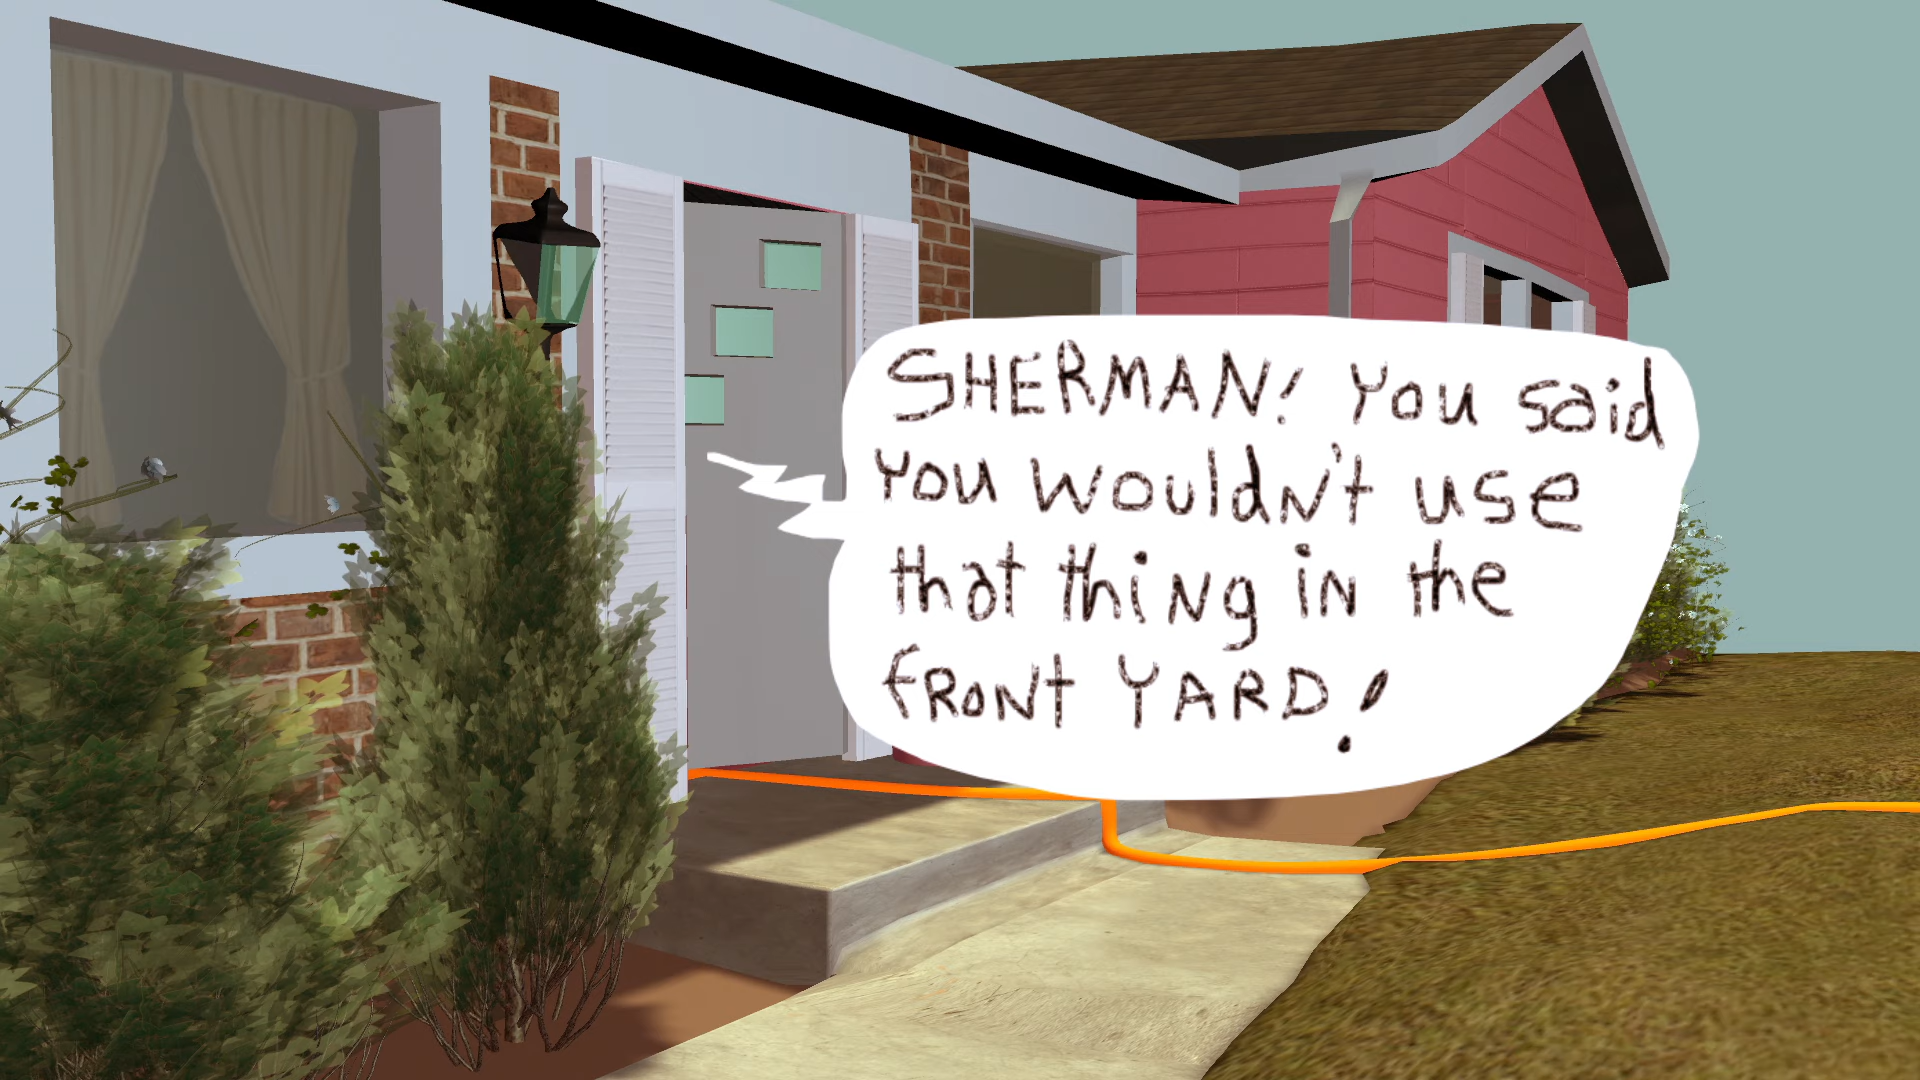 SHERMAN! You said
You wouldn't use
that thing in the
fRONt YARD!